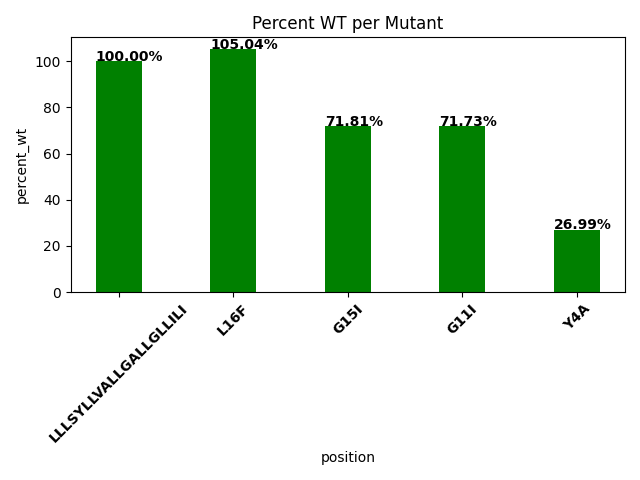 Percent WT per Mutant
percent_wt
100
80
60
40
20
0
100.00%
105.04%
71.81%
71.73%
26.99%
LLLSYLLVALLGALLGLLILI
L16F
G15I
G11I
Y4A
position